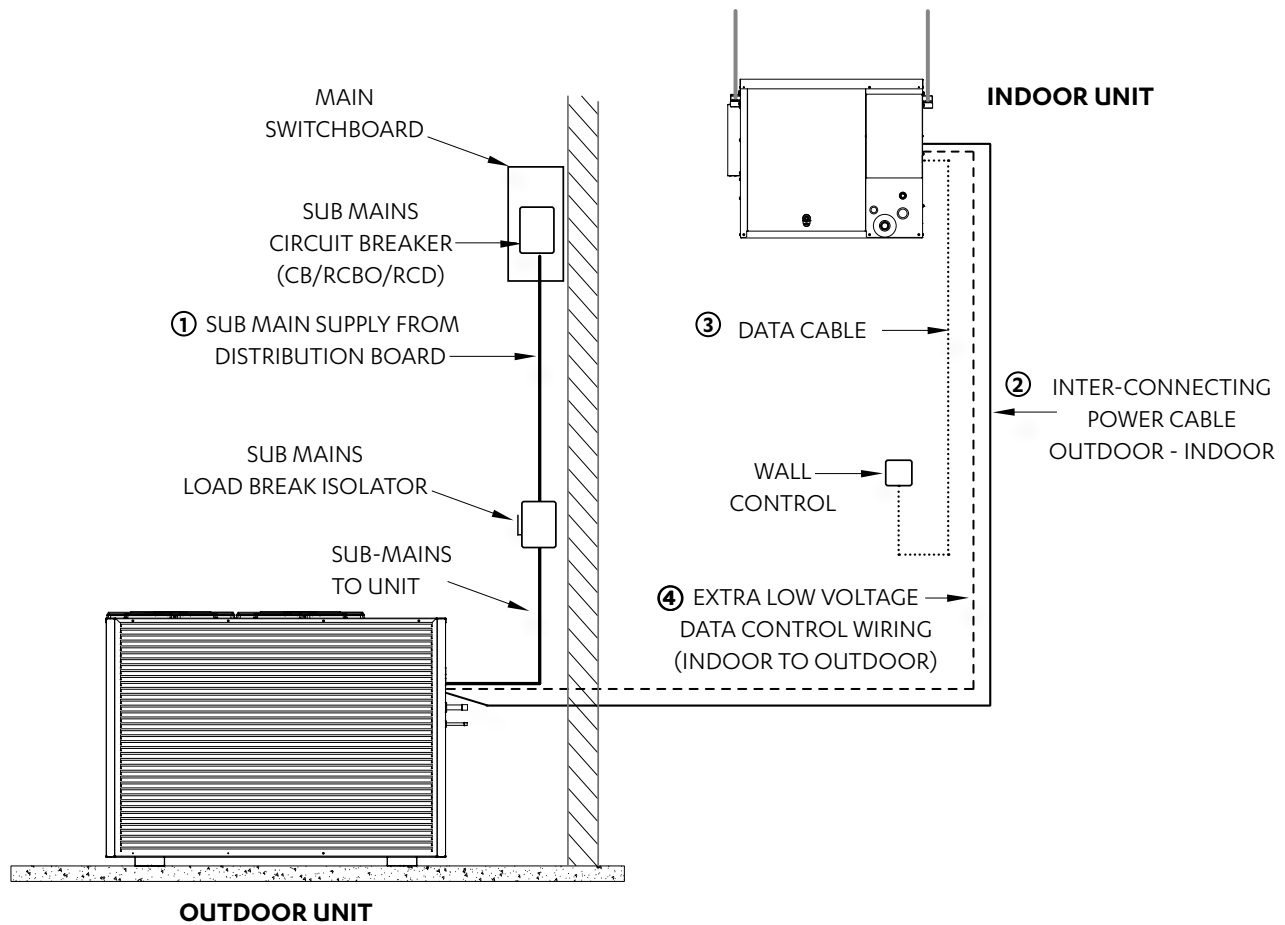 MAIN
SWITCHBOARD
SUB MAINS
CIRCUIT BREAKER
(CB/RCBO/RCD)
① SUB MAIN SUPPLY FROM
DISTRIBUTION BOARD
SUB MAINS
LOAD BREAK ISOLATOR
SUB-MAINS
TO UNIT
OUTDOOR UNIT
INDOOR UNIT
③ DATA CABLE
② INTER-CONNECTING
POWER CABLE
OUTDOOR - INDOOR
WALL
CONTROL
④ EXTRA LOW VOLTAGE
DATA CONTROL WIRING
(INDOOR TO OUTDOOR)